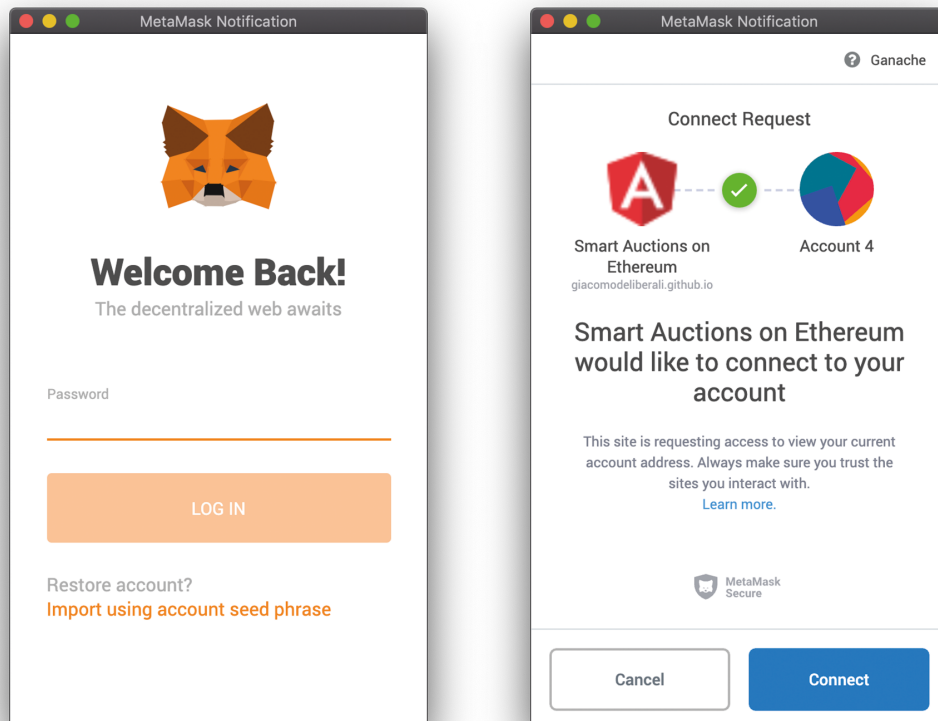 MetaMask Notification
Welcome Back!
The decentralized web awaits
Password
LOG IN
Restore account?
Import using account seed phrase
MetaMask Notification
Ganache
Connect Request
Smart Auctions on
Ethereum
giacomodeliberali.github.io
Account 4
Smart Auctions on Ethereum
would like to connect to your
account
This site is requesting access to view your current
account address. Always make sure you trust the
sites you interact with.
Learn more.
MetaMask
Secure
Cancel
Connect